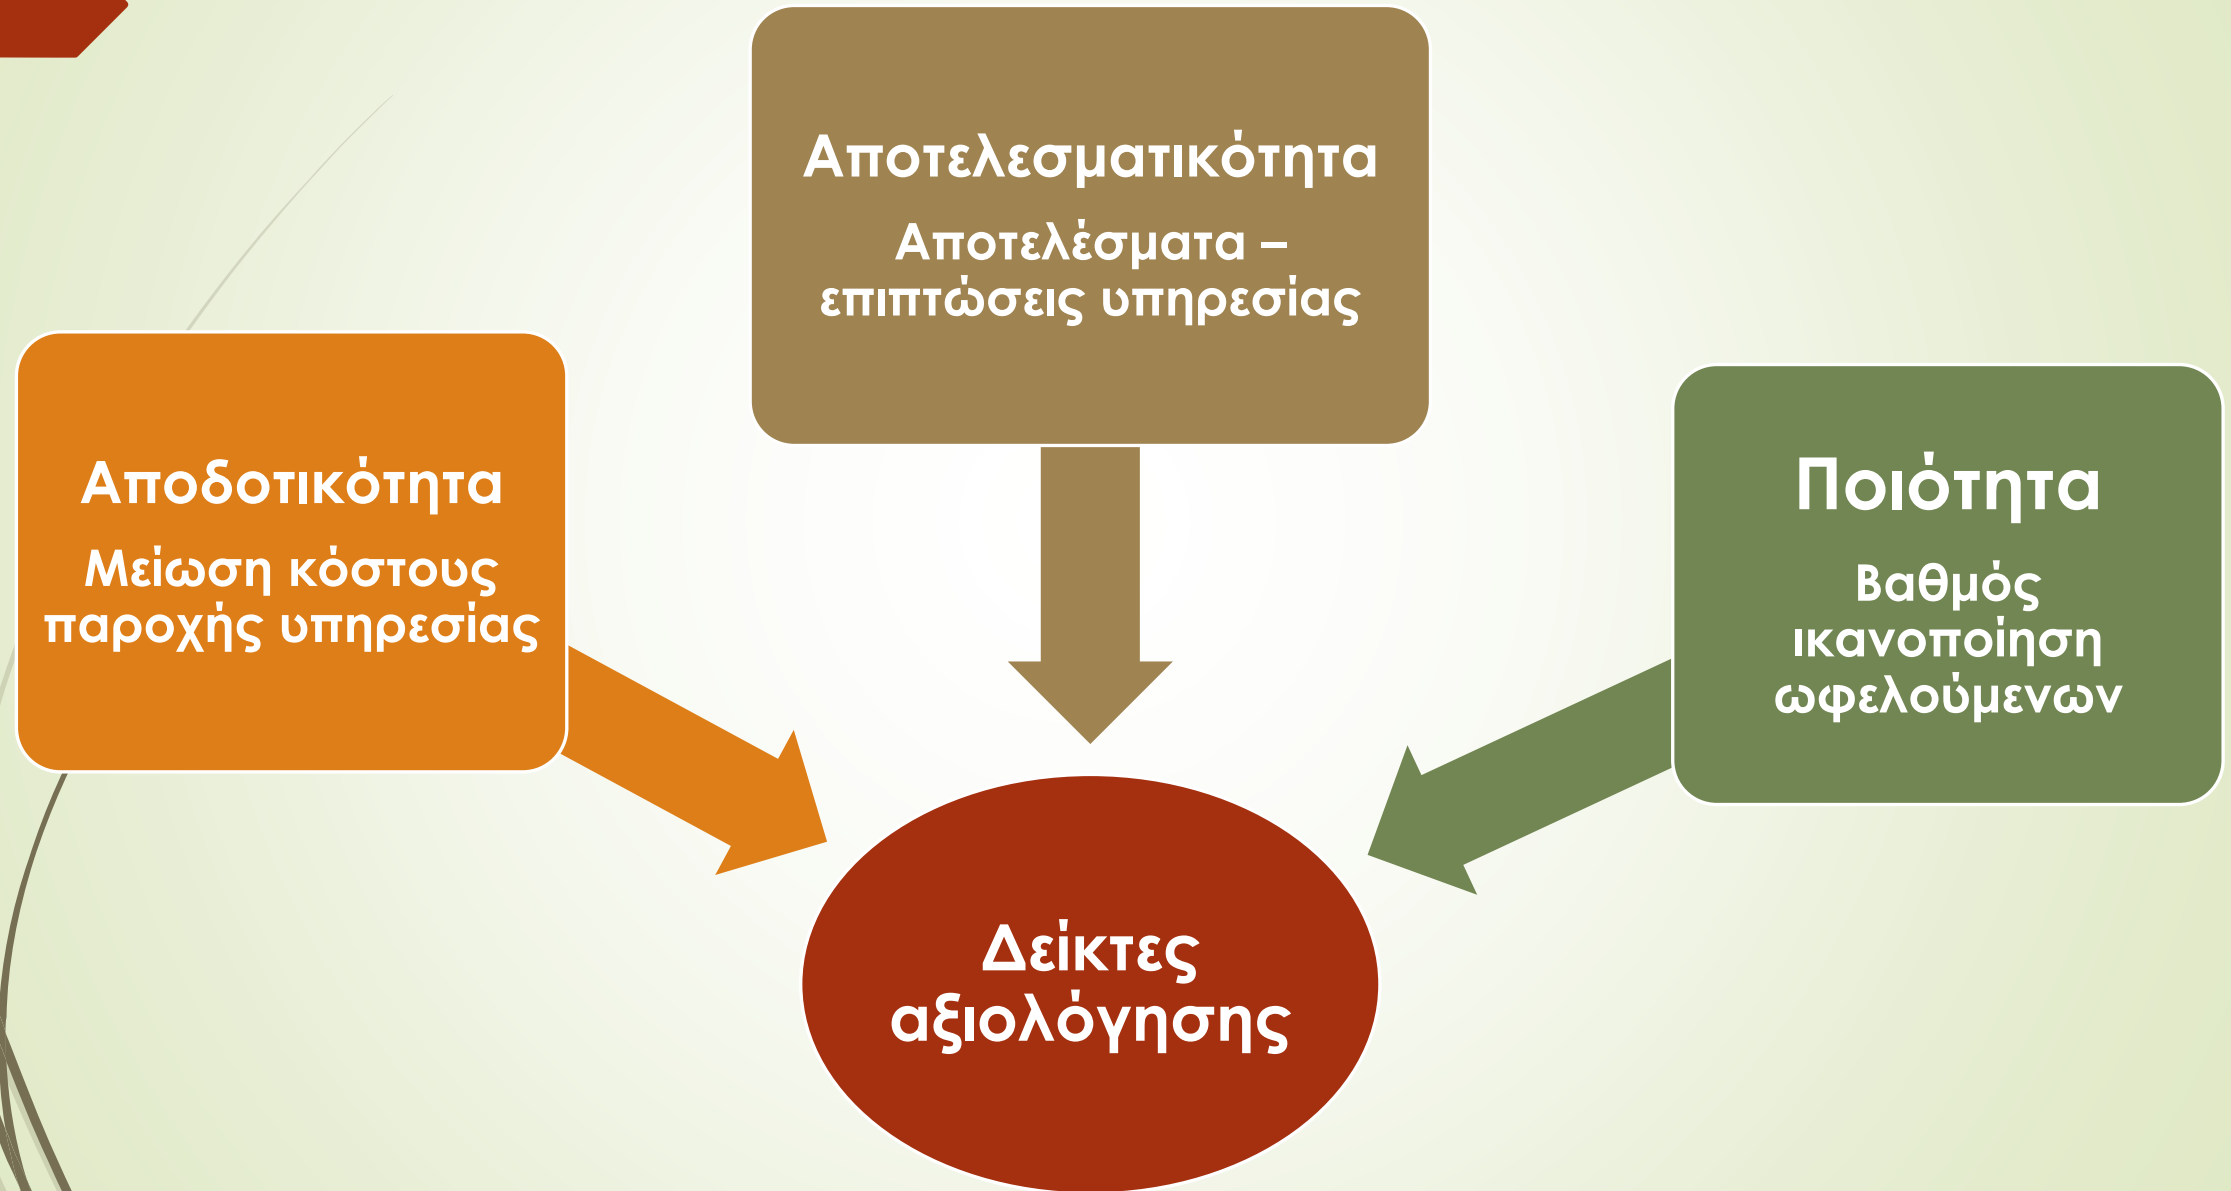 Αποτελεσματικότητα
Αποτελέσματα –
επιπτώσεις υπηρεσίας
Αποδοτικότητα
Μείωση κόστους
παροχής υπηρεσίας
Ποιότητα
Βαθμός
ικανοποίηση
ωφελούμενων
Δείκτες
αξιολόγησης